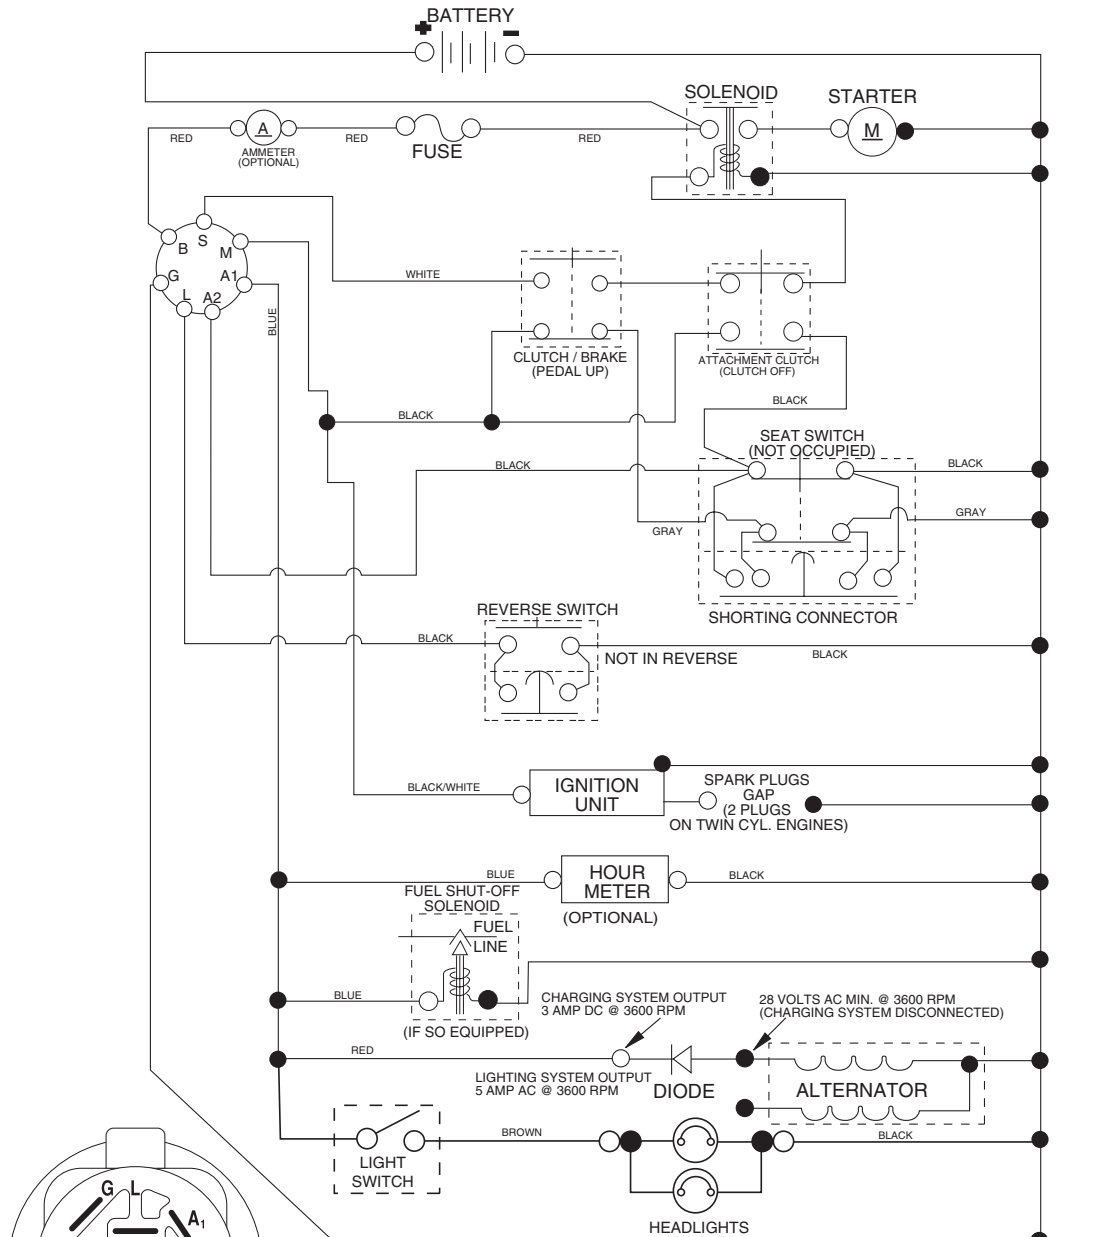 BATTERY
+ -
SOLENOID
STARTER
RED
A
RED
FUSE
RED
M
AMMETER
(OPTIONAL)
B
S
M
G
A1
L
A2
BLUE
WHITE
CLUTCH / BRAKE
(PEDAL UP)
ATTACHMENT CLUTCH
(CLUTCH OFF)
BLACK
BLACK
SEAT SWITCH
(NOT OCCUPIED)
BLACK
BLACK
GRAY
GRAY
SHORTING CONNECTOR
REVERSE SWITCH
BLACK
NOT IN REVERSE
BLACK
BLACK/WHITE
IGNITION
UNIT
SPARK PLUGS
GAP
(2 PLUGS
ON TWIN CYL. ENGINES)
BLUE
HOUR
METER
BLACK
(OPTIONAL)
FUEL SHUT-OFF
SOLENOID
FUEL
LINE
BLUE
(IF SO EQUIPPED)
CHARGING SYSTEM OUTPUT
3 AMP DC @ 3600 RPM
28 VOLTS AC MIN. @ 3600 RPM
(CHARGING SYSTEM DISCONNECTED)
RED
LIGHTING SYSTEM OUTPUT
5 AMP AC @ 3600 RPM
DIODE
ALTERNATOR
BROWN
BLACK
LIGHT
SWITCH
HEADLIGHTS
G L
A1